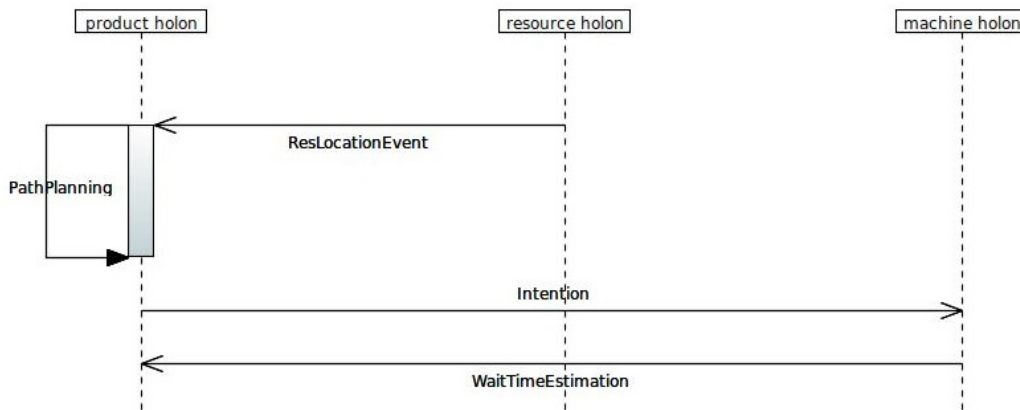 product holon
resource holon
machine holon
ResLocationEvent
PathPlanning
Intention
WaitTimeEstimation